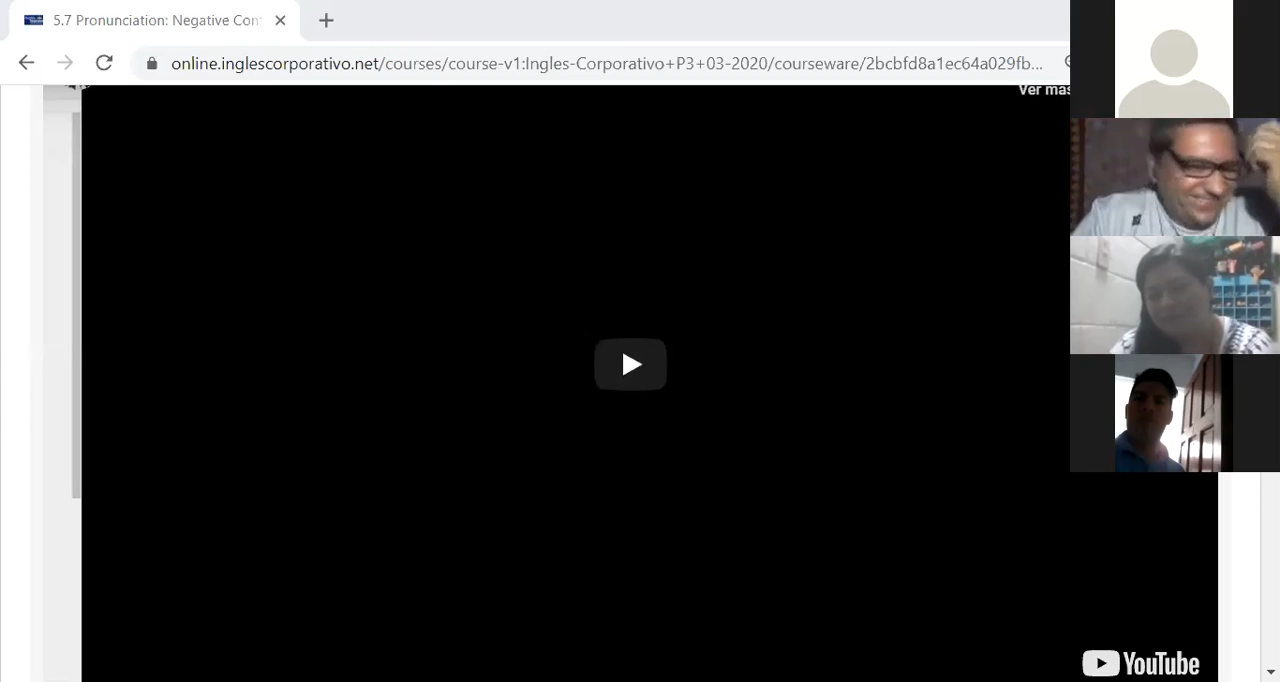 5.7 Pronunciation: Negative Con
online.inglescorporativo.net/courses/course-v1:Ingles-Corporativo+P3+03-2020/courseware/2bcbfd8a1ec64a029fb...
Ver más
YouTube